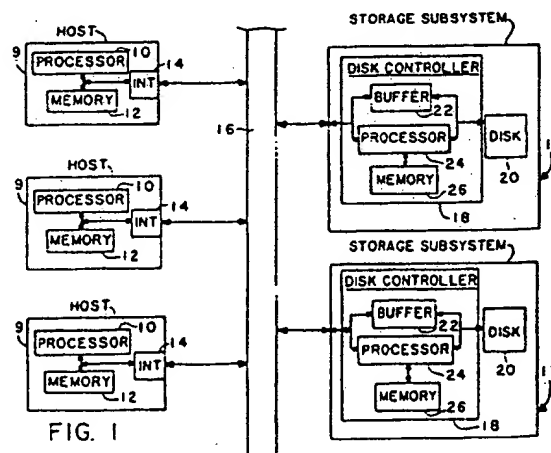 HOST
10
PROCESSOR
14
9
INT
MEMORY
12
HOST
10
PROCESSOR
14
9
INT
MEMORY
12
HOST
10
PROCESSOR
14
9
INT
MEMORY
12
FIG. 1
16
STORAGE SUBSYSTEM
DISK CONTROLLER
BUFFER
22
PROCESSOR
24
MEMORY
26
18
DISK
20
STORAGE SUBSYSTEM
DISK CONTROLLER
BUFFER
22
PROCESSOR
24
MEMORY
26
18
DISK
20